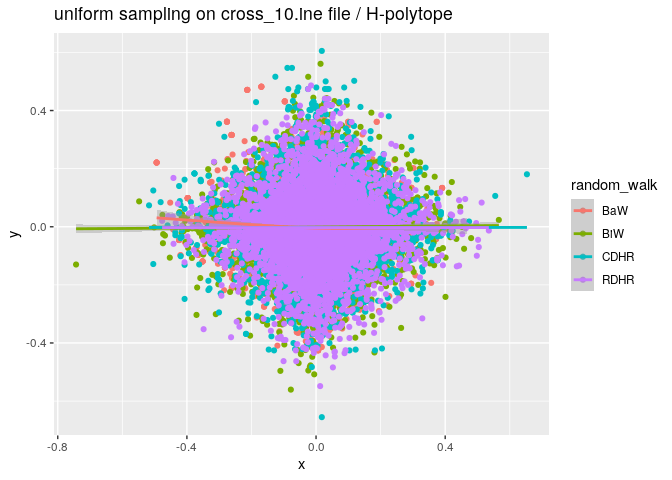 uniform sampling on cross_10.ine file / H-polytope
0.4
0.0
-0.4
y
-0.8
-0.4
0.0
0.4
x
random_walk
BaW
BiW
CDHR
RDHR